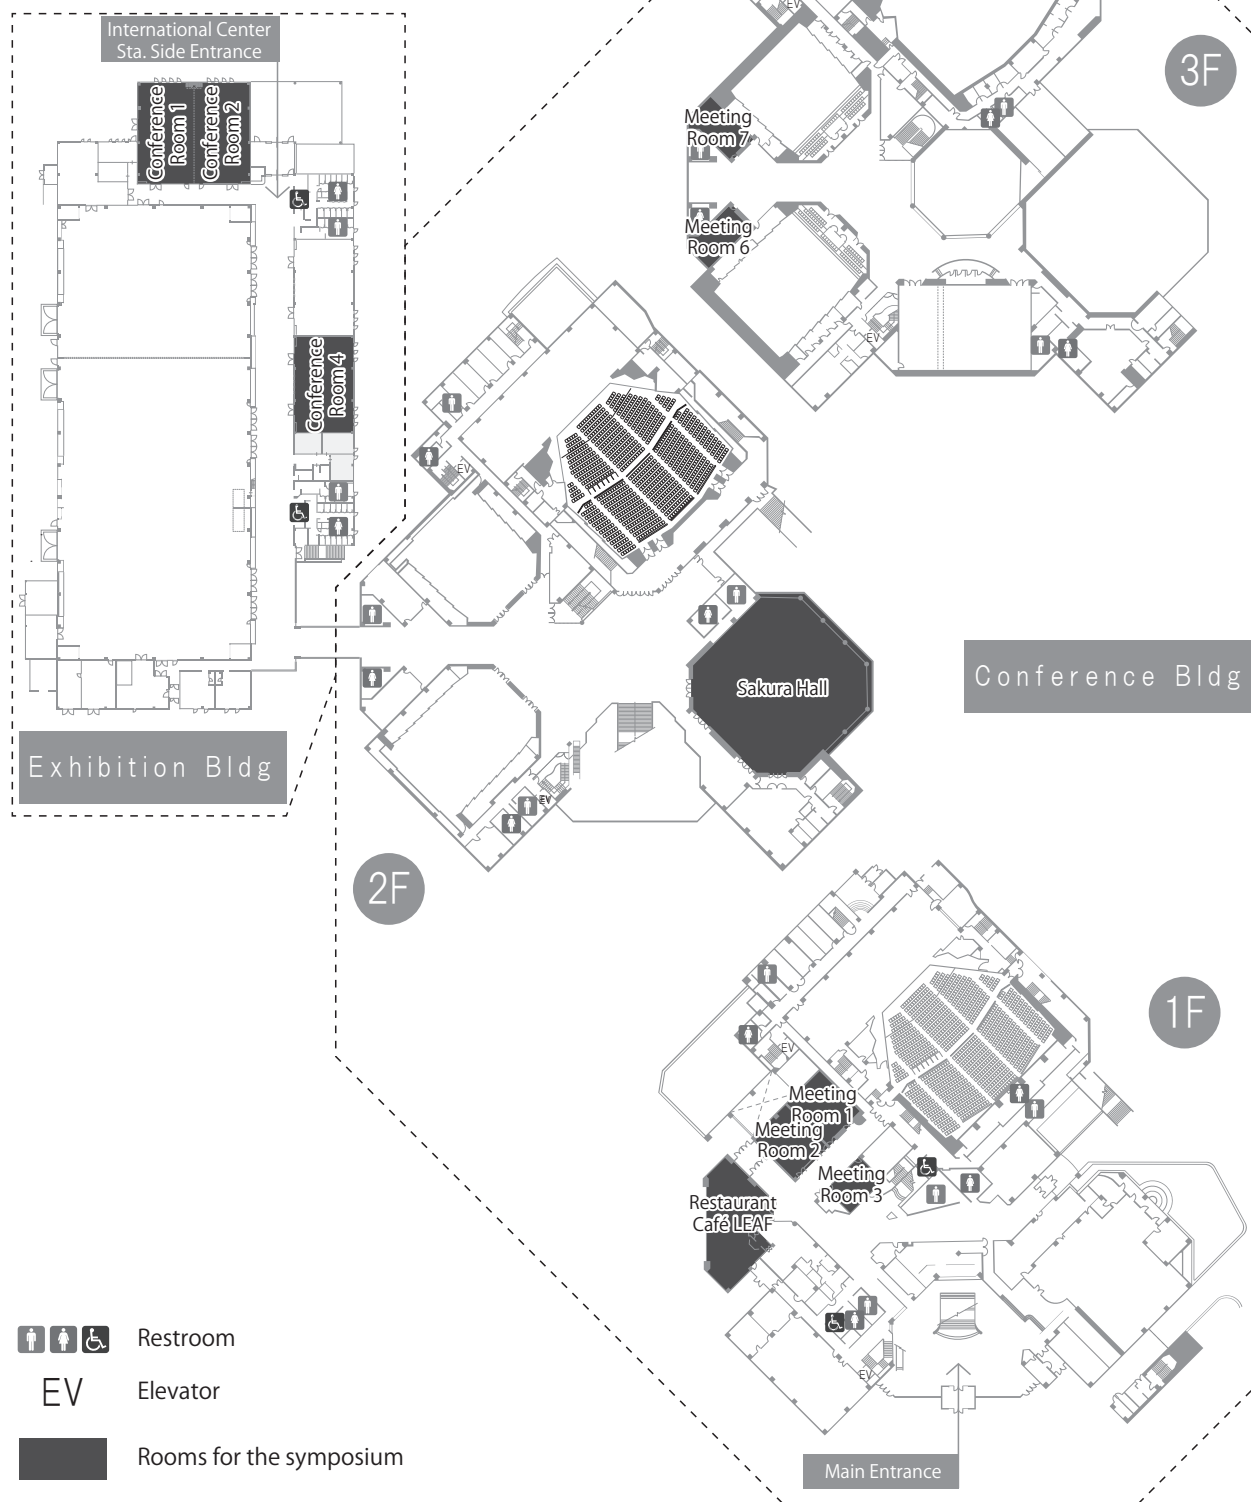 International Center
Sta. Side Entrance
Conference
Room 1
Conference
Room 2
Conference
Room 4
Exhibition Bldg
EV
3F
Meeting
Room 7
Meeting
Room 6
EV
EV
Sakura Hall
Conference Bldg
EV
2F
1F
EV
Meeting
Room 1
Meeting
Room 2
Meeting
Room 3
Restaurant
Café LEAF
EV
Main Entrance
Restroom
EV
Elevator
Rooms for the symposium